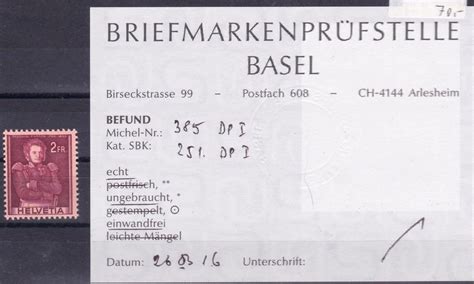 70.-
BRIEFMARKENPRÜFSTELLE
BASEL
Birseckstrasse 99 – Postfach 608 – CH-4144 Arlesheim
BEFUND
Michel-Nr.: 385 DP I
Kat. SBK: 251. DP I
echt
postfrisch, **
ungebraucht, *
gestempelt, ⊙
einwandfrei
leichte Mängel
Datum: 26 03 16 Unterschrift:
2 FR.
HELVETIA